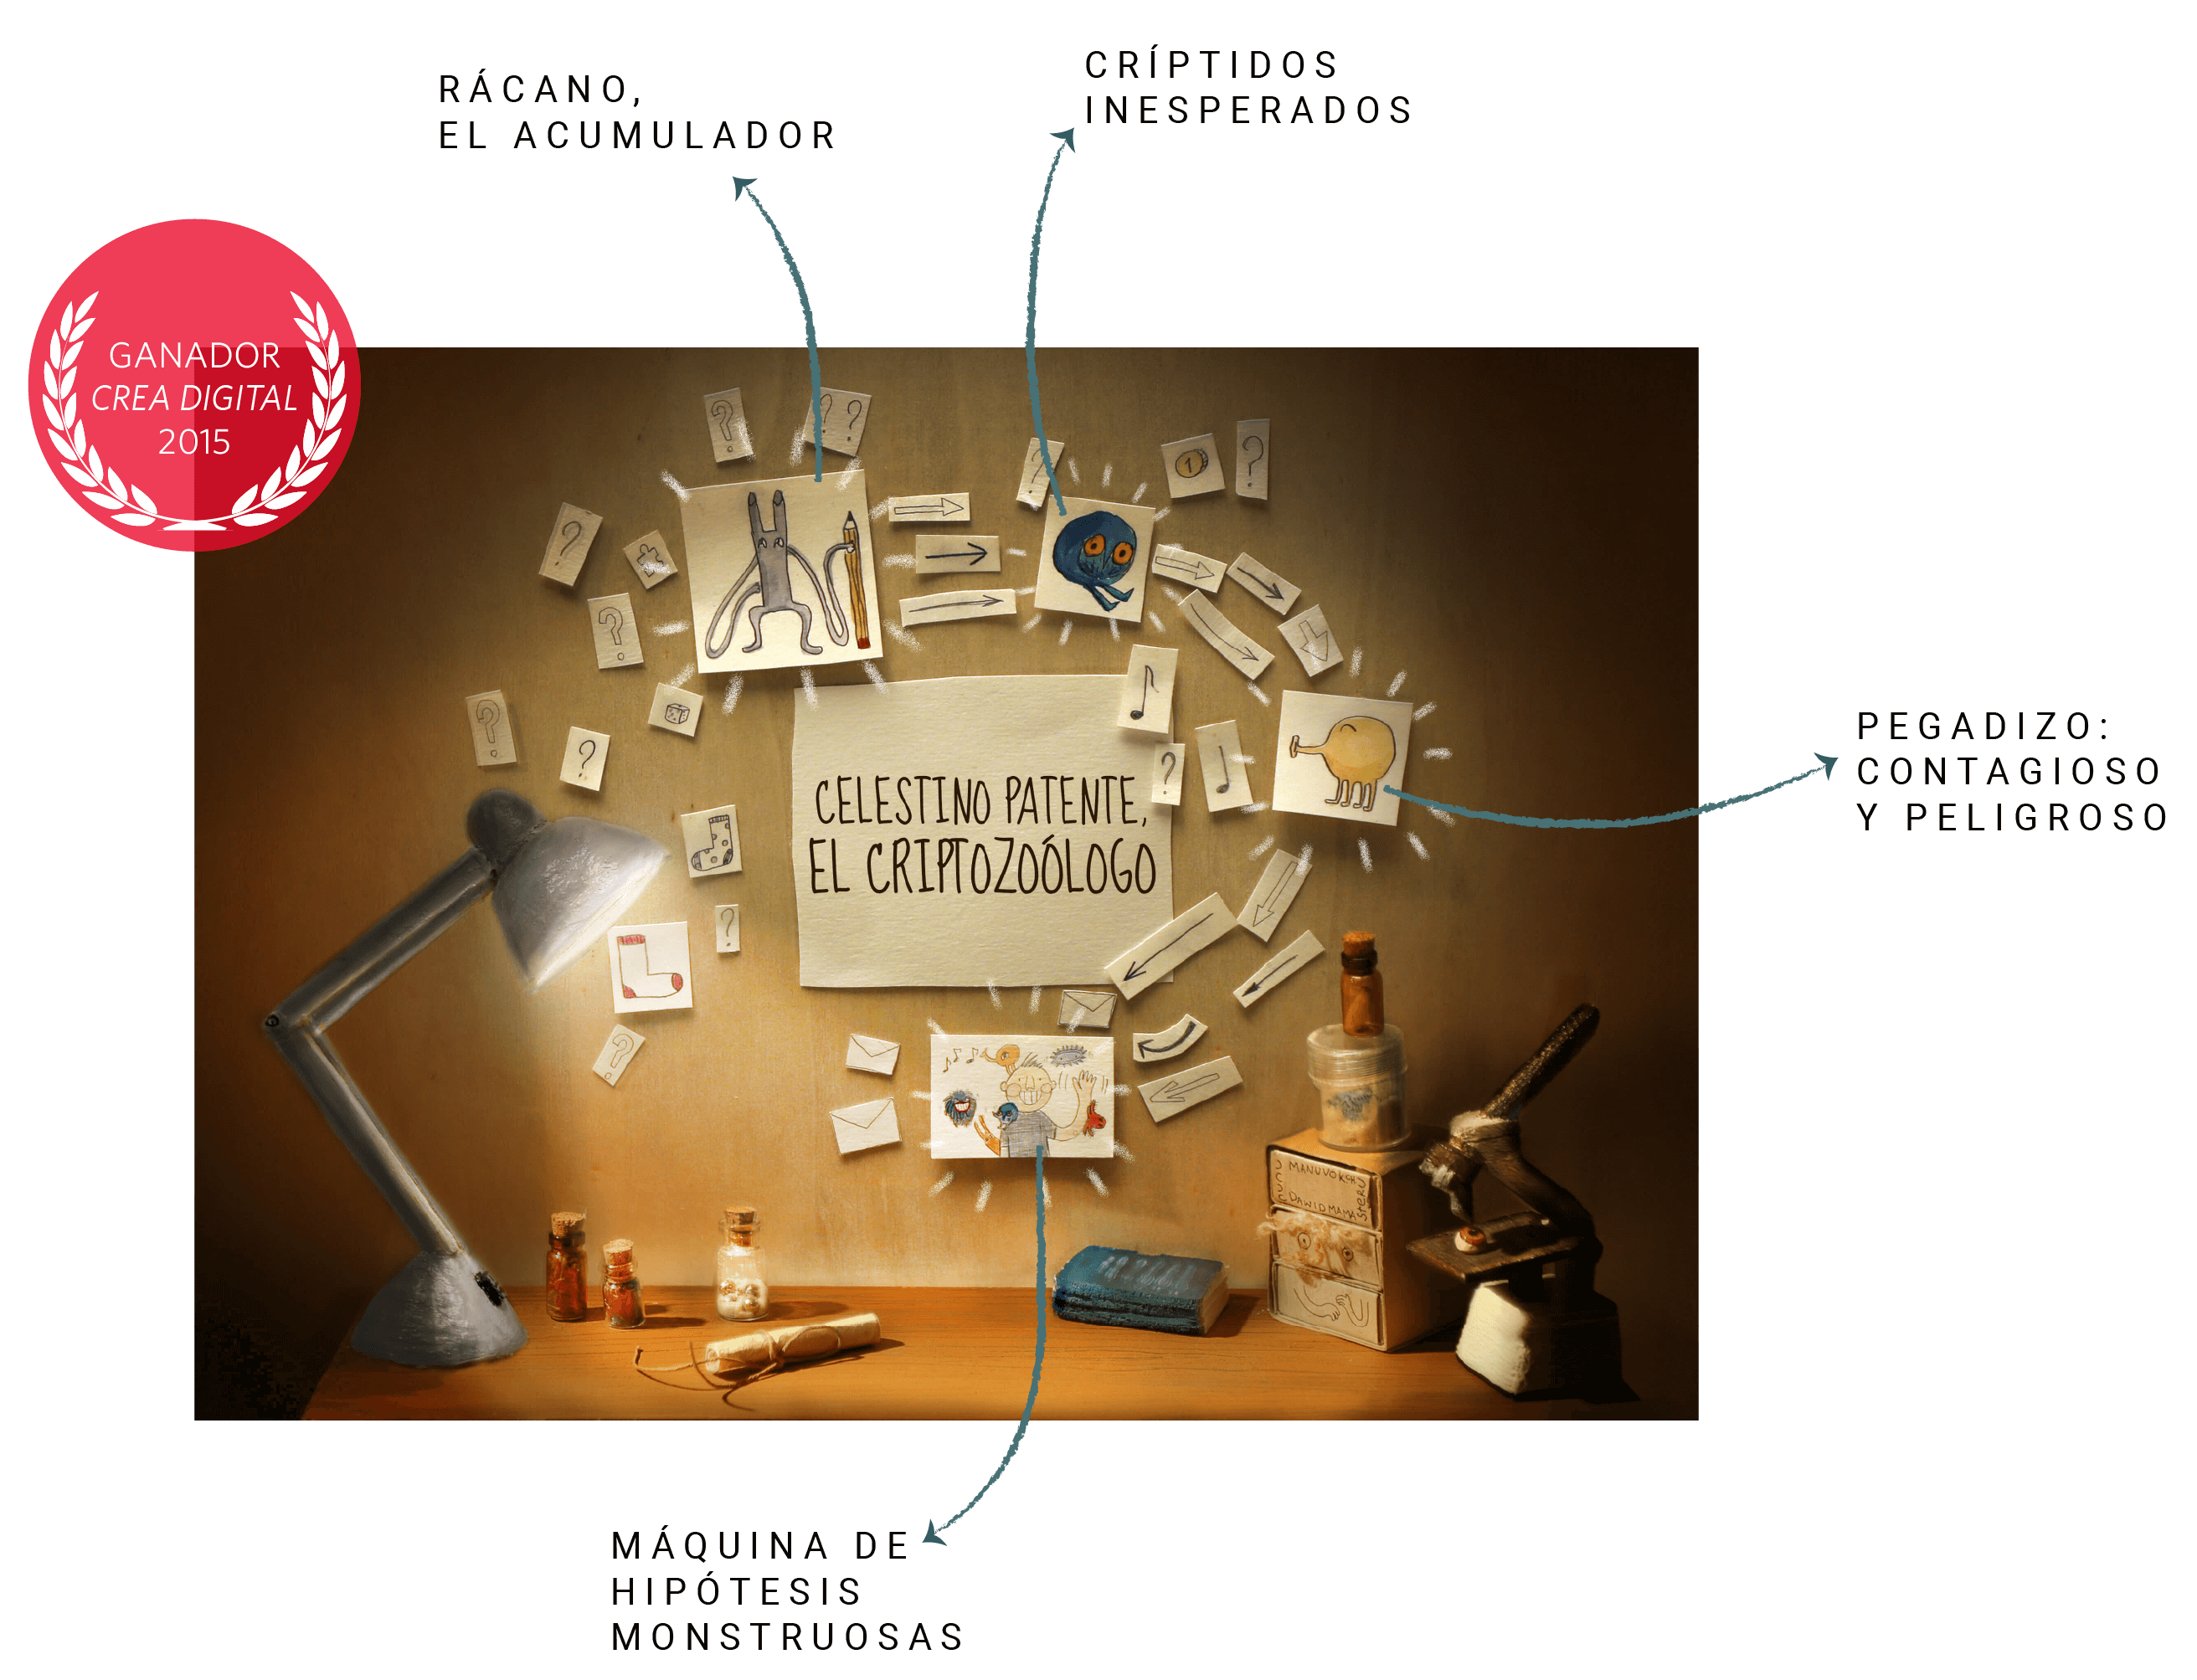 RÁCANO,
EL ACUMULADOR
CRÍPTIDOS
INESPERADOS
GANADOR
CREA DIGITAL
2015
? ? ?
?
1
?
?
?
?
?
?
?
?
CELESTINO PATENTE,
EL CRIPTOZOÓLOGO
PEGADIZO:
CONTAGIOSO
Y PELIGROSO
MÁQUINA DE
HIPÓTESIS
MONSTRUOSAS